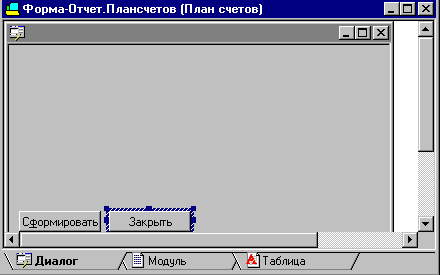 Форма-Отчет.Плансчетов (План счетов)
Сформировать Закрыть
Диалог Модуль Таблица